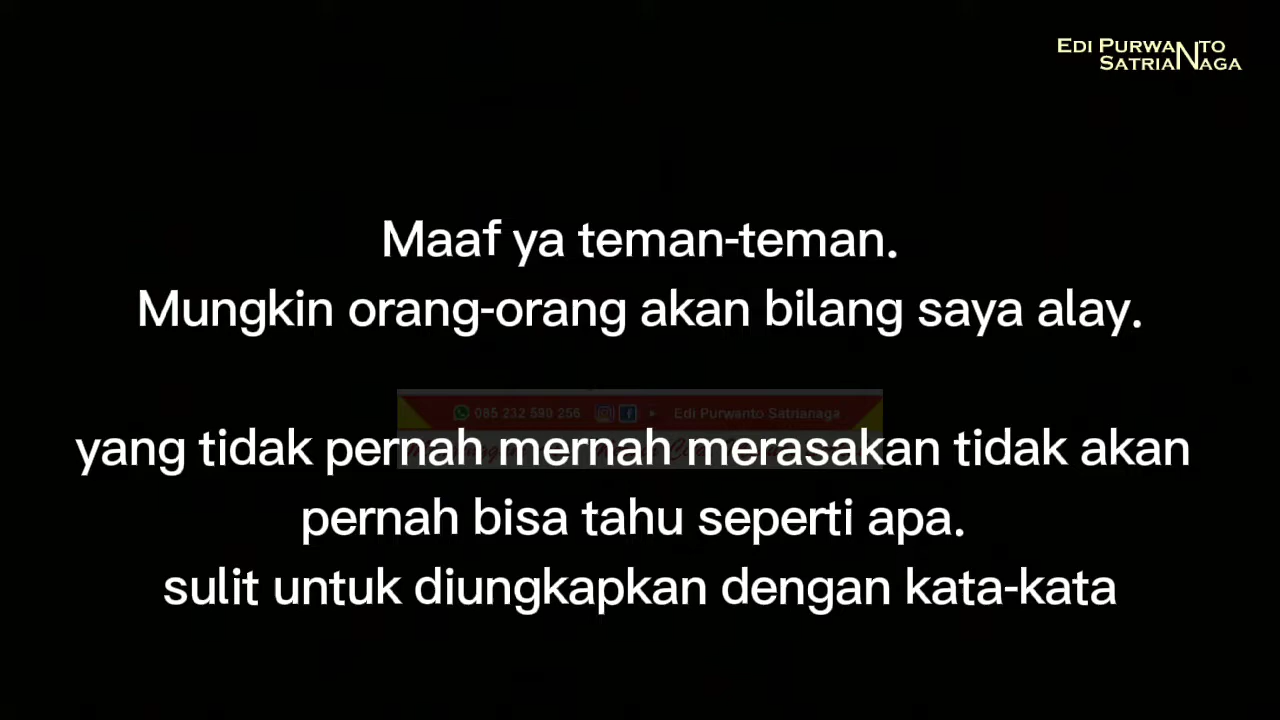 EDI PURWANTO
SATRIANAGA
Maaf ya teman-teman.
Mungkin orang-orang akan bilang saya alay.
085 232 590 256 Edi Purwanto Satrianaga
yang tidak pernah mernah merasakan tidak akan
pernah bisa tahu seperti apa.
sulit untuk diungkapkan dengan kata-kata